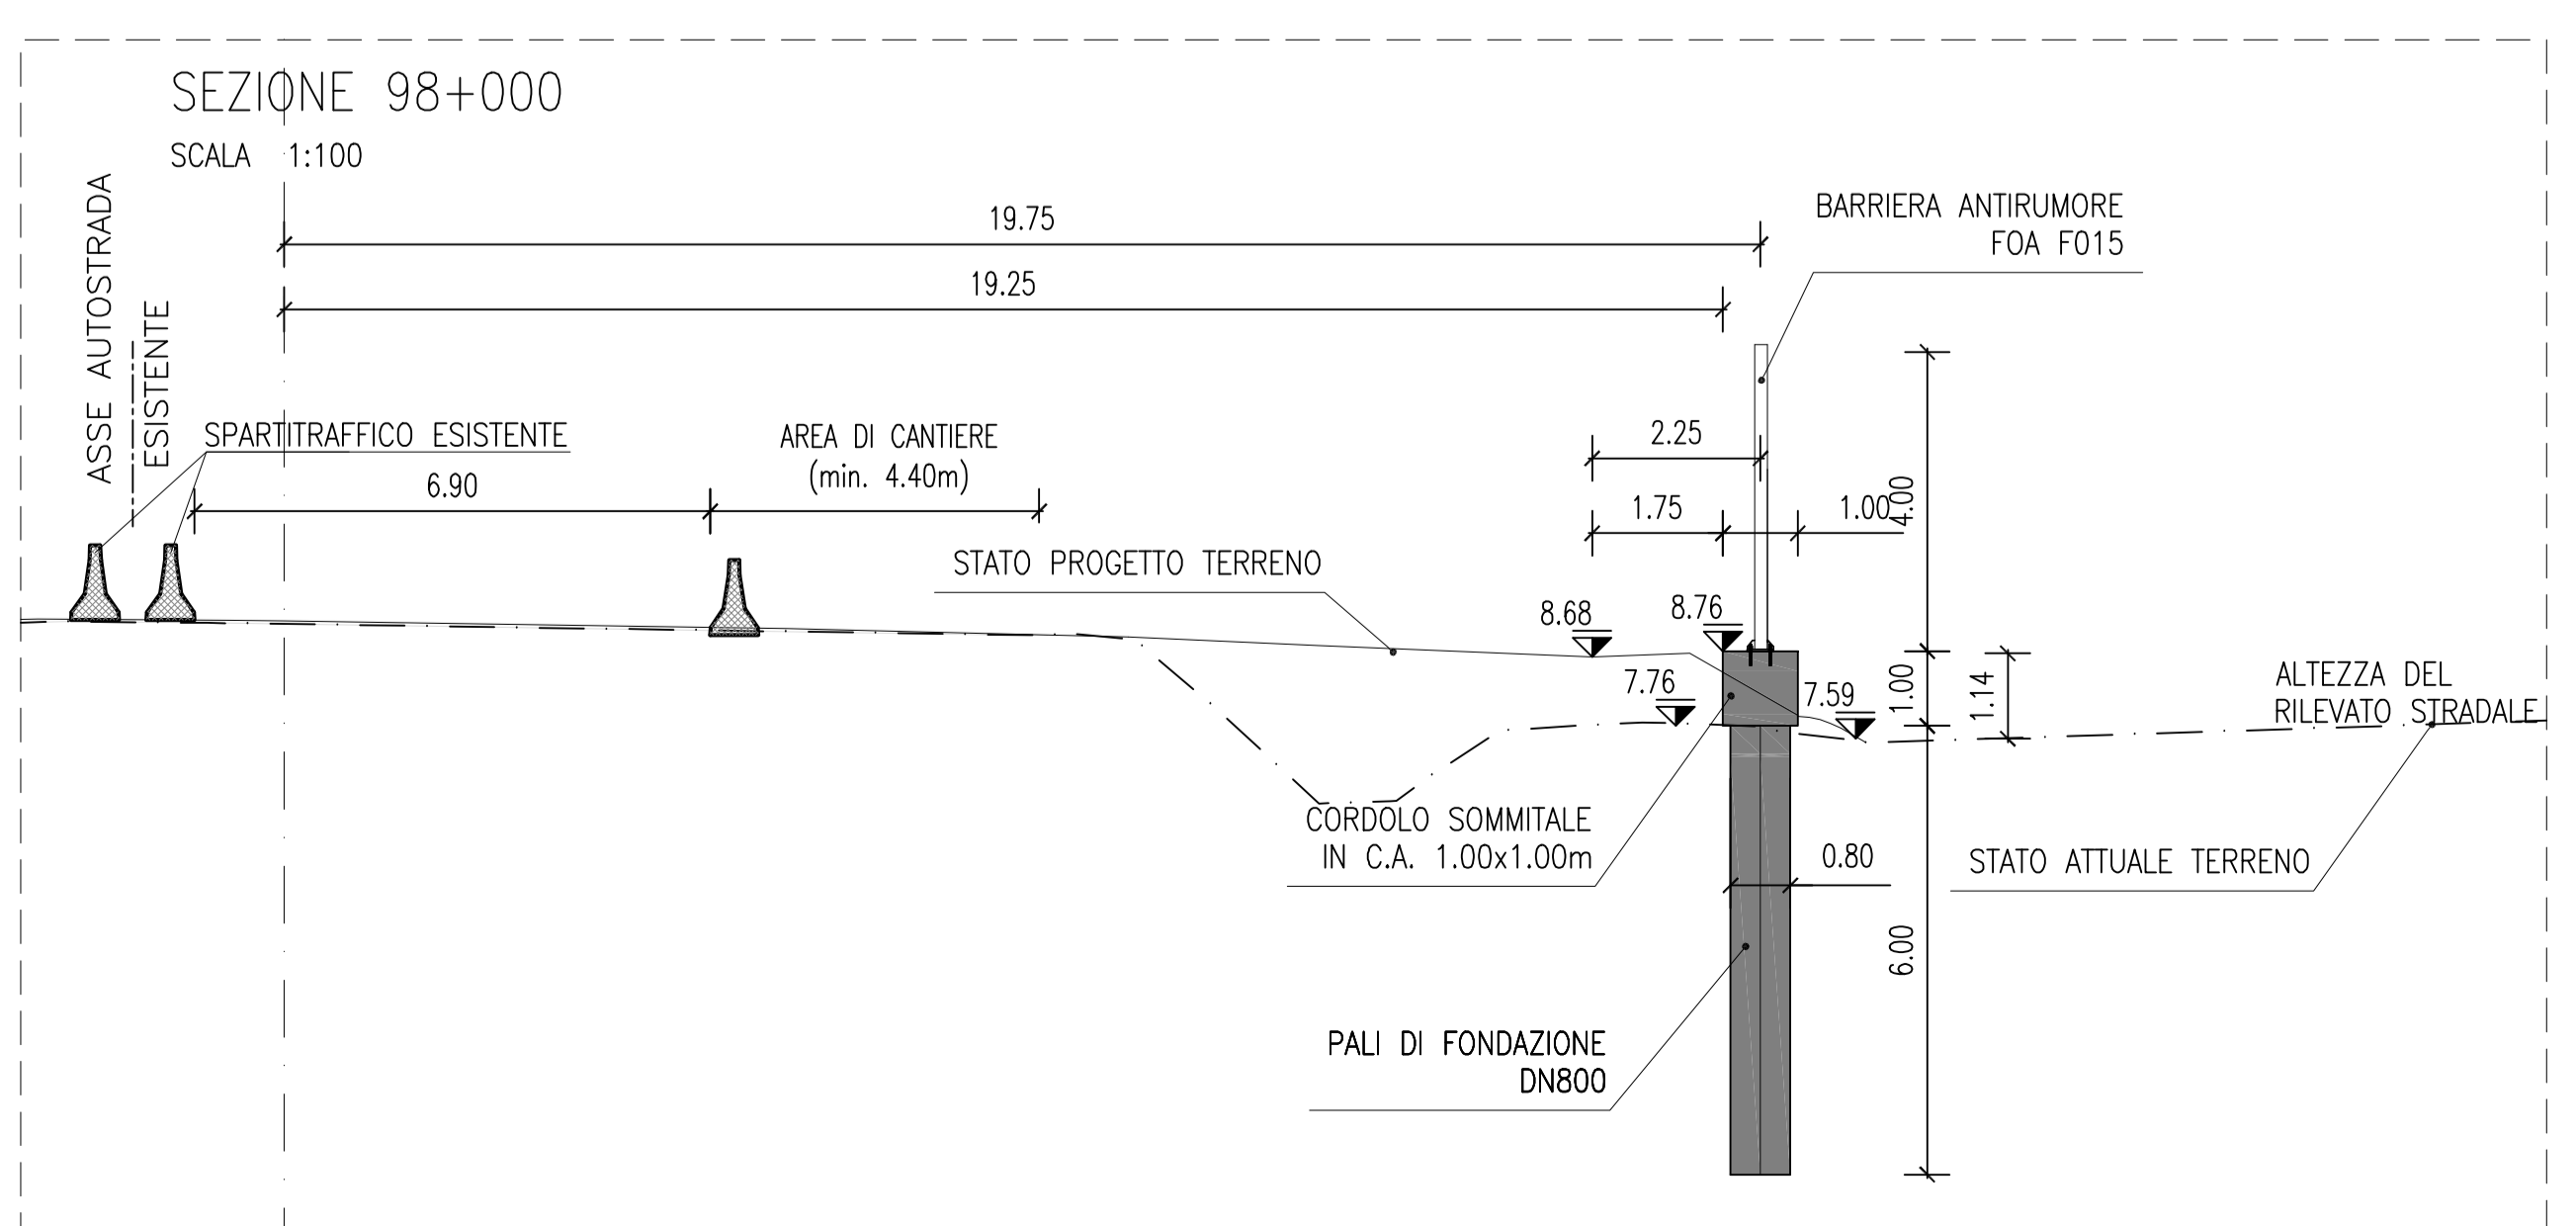 SEZIONE 98+000
SCALA 1:100
ASSE AUTOSTRADA
ESISTENTE
19.75
19.25
BARRIERA ANTIRUMORE
FOA FO15
SPARTITRAFFICO ESISTENTE
6.90
AREA DI CANTIERE
(min. 4.40m)
2.25
1.75
1.00
4.00
STATO PROGETTO TERRENO
8.68
8.76
7.76
7.59
1.00
1.14
ALTEZZA DEL
RILEVATO STRADALE
CORDOLO SOMMITALE
IN C.A. 1.00x1.00m
0.80
STATO ATTUALE TERRENO
6.00
PALI DI FONDAZIONE
DN800